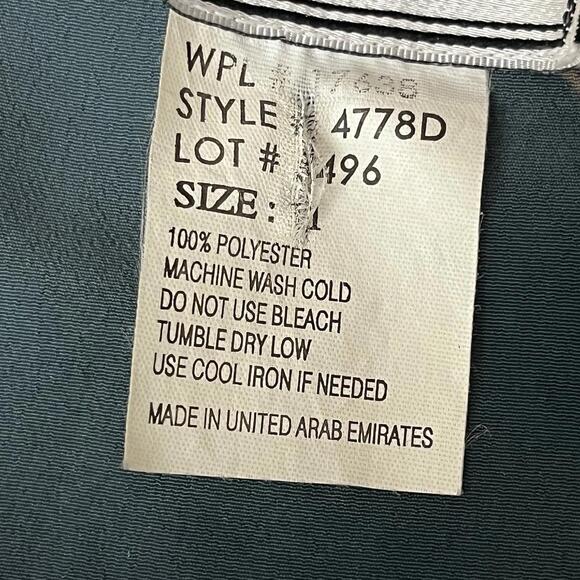 WPL #
STYLE # 4778D
LOT # 496
SIZE:
100% POLYESTER
MACHINE WASH COLD
DO NOT USE BLEACH
TUMBLE DRY LOW
USE COOL IRON IF NEEDED
MADE IN UNITED ARAB EMIRATES